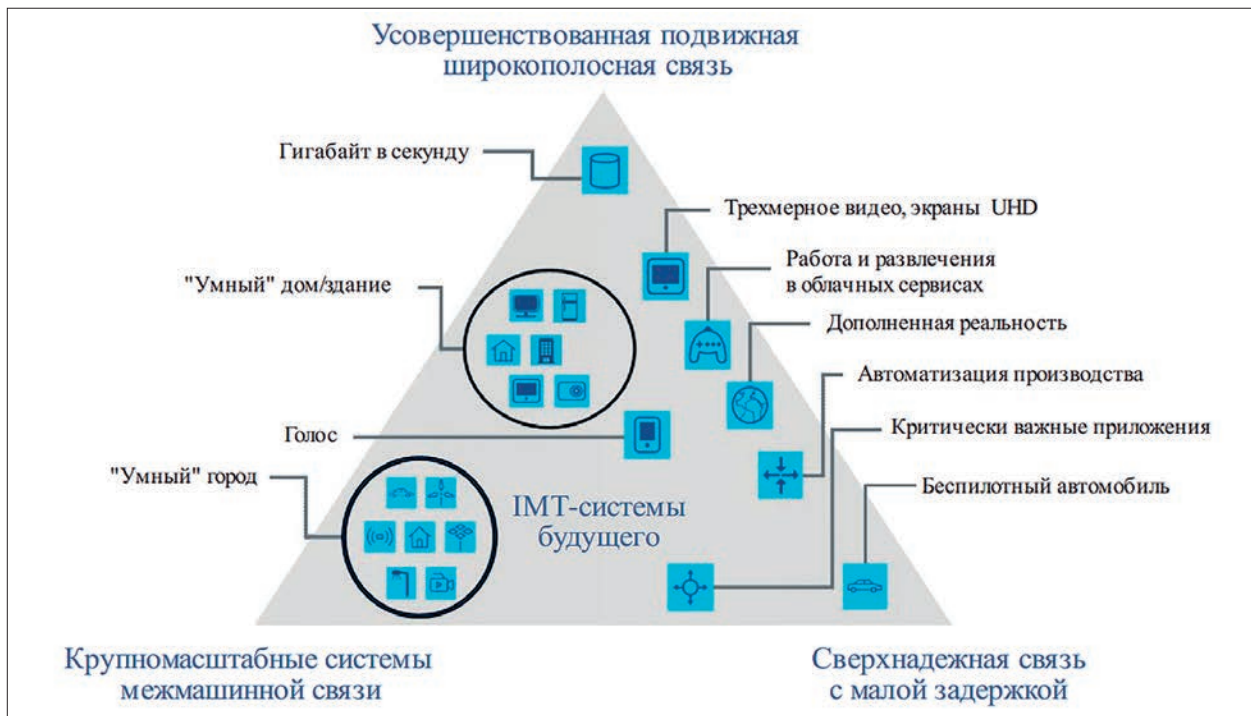 Усовершенствованная подвижная
широкополосная связь
Гигабайт в секунду
Трехмерное видео, экраны UHD
Работа и развлечения
в облачных сервисах
"Умный" дом/здание
Дополненная реальность
Автоматизация производства
Голос
Критически важные приложения
"Умный" город
Беспилотный автомобиль
IMT-системы
будущего
Крупномасштабные системы
межмашинной связи
Сверхнадежная связь
с малой задержкой